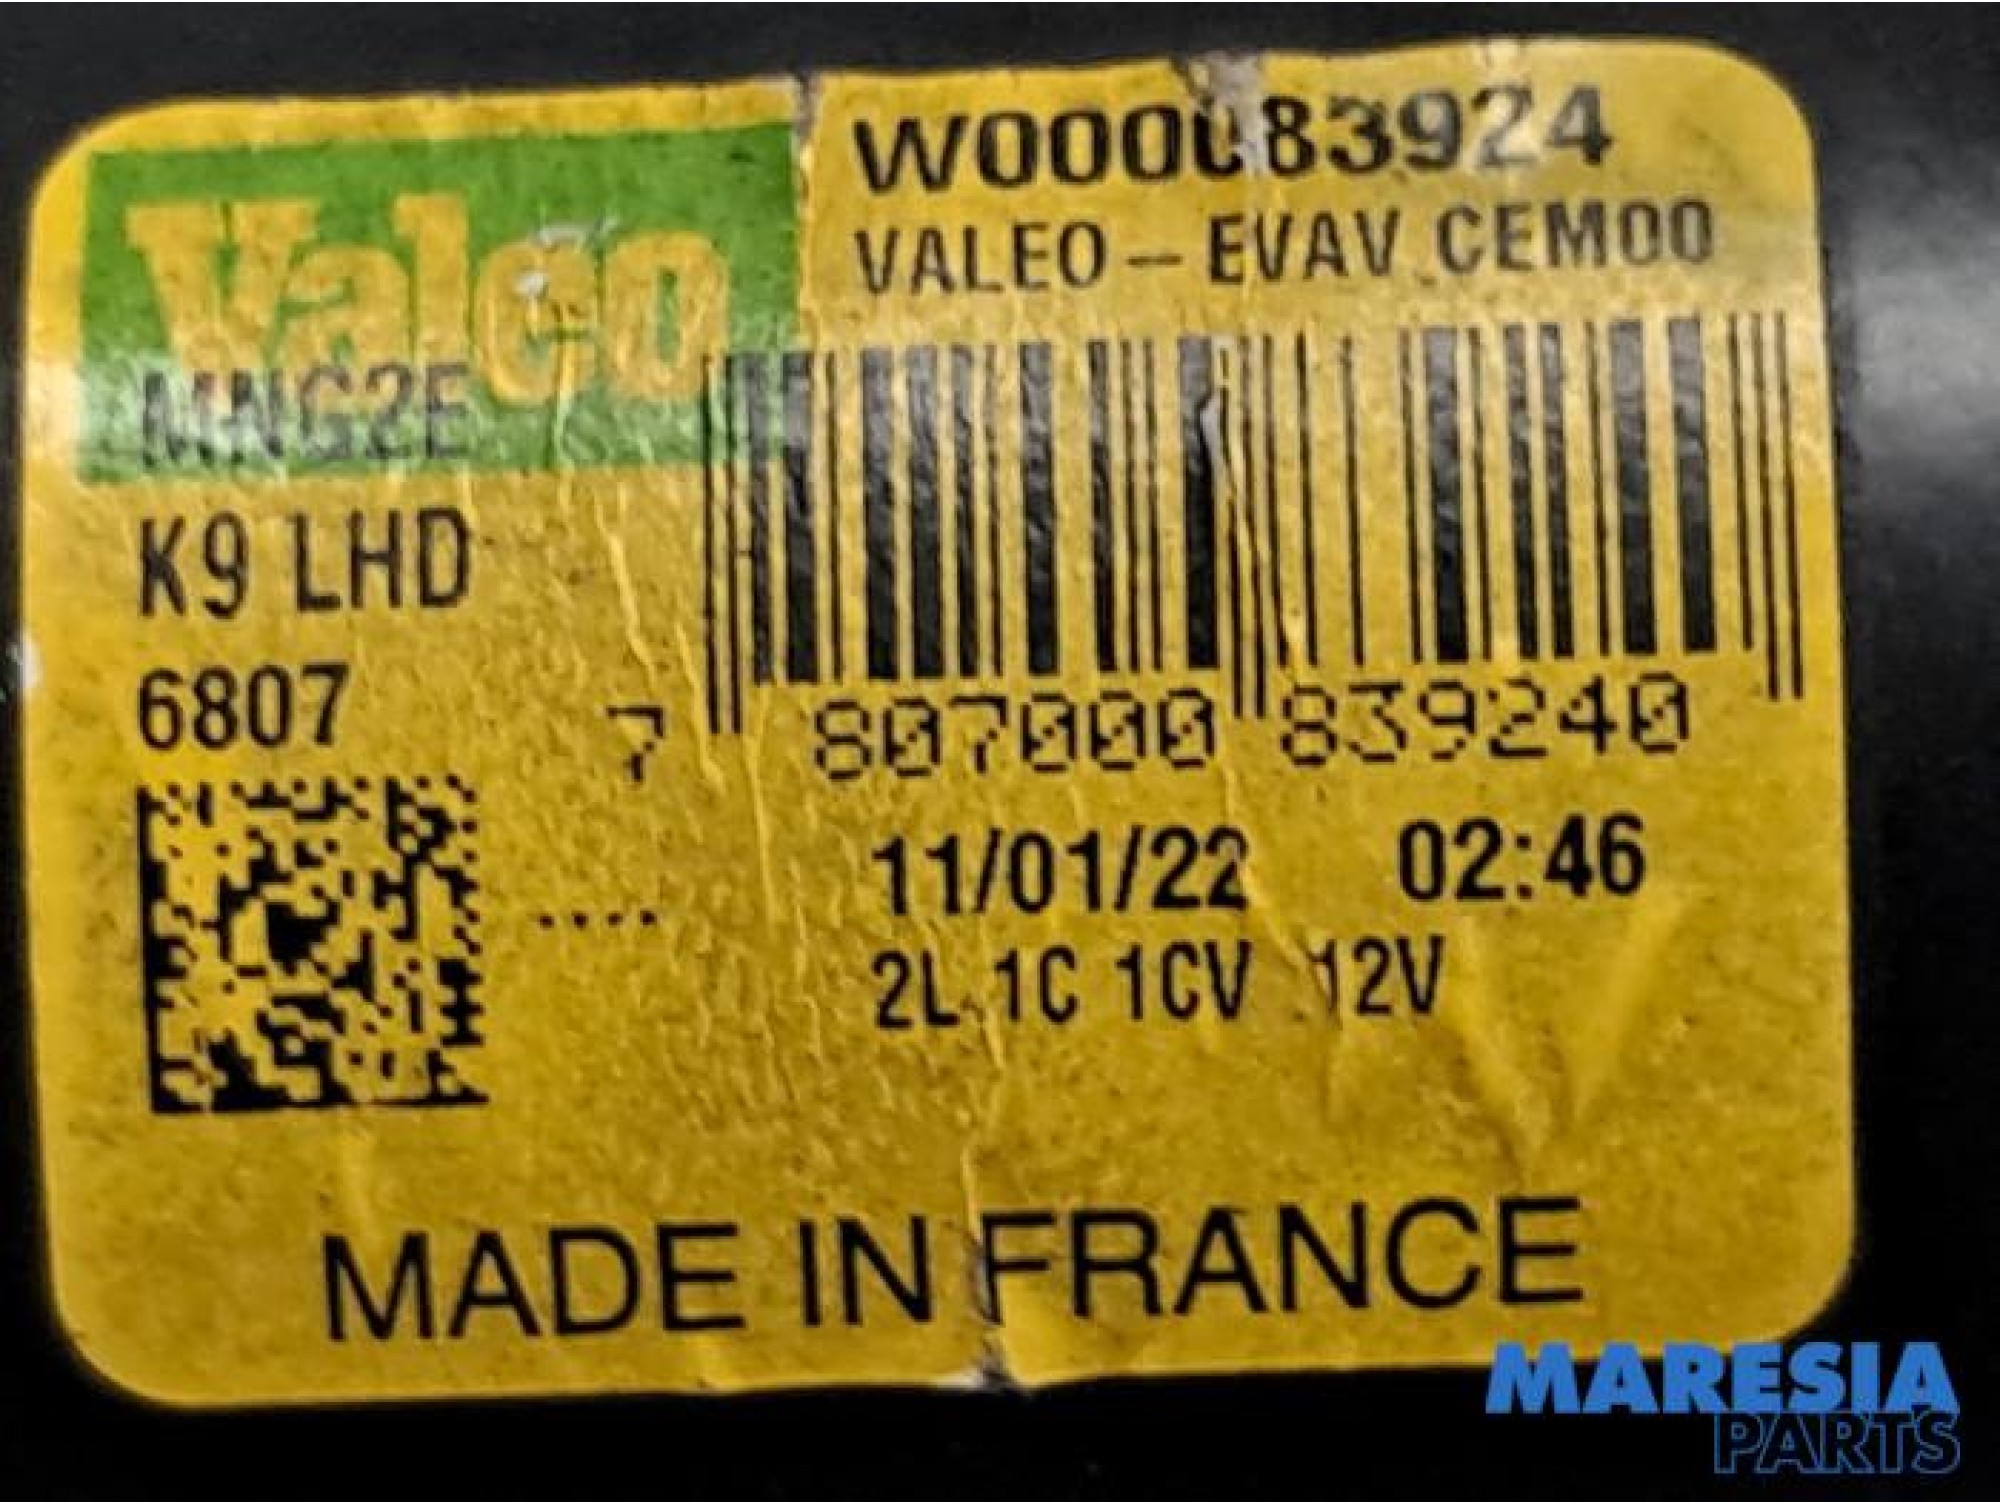 W000083924
VALEO - EVAV CEM00
Valeo
MNG2E
K9 LHD
6807
7 807000 839240
11/01/22 02:46
2L 1C 1CV 12V
MADE IN FRANCE
MARESIA
PARTS